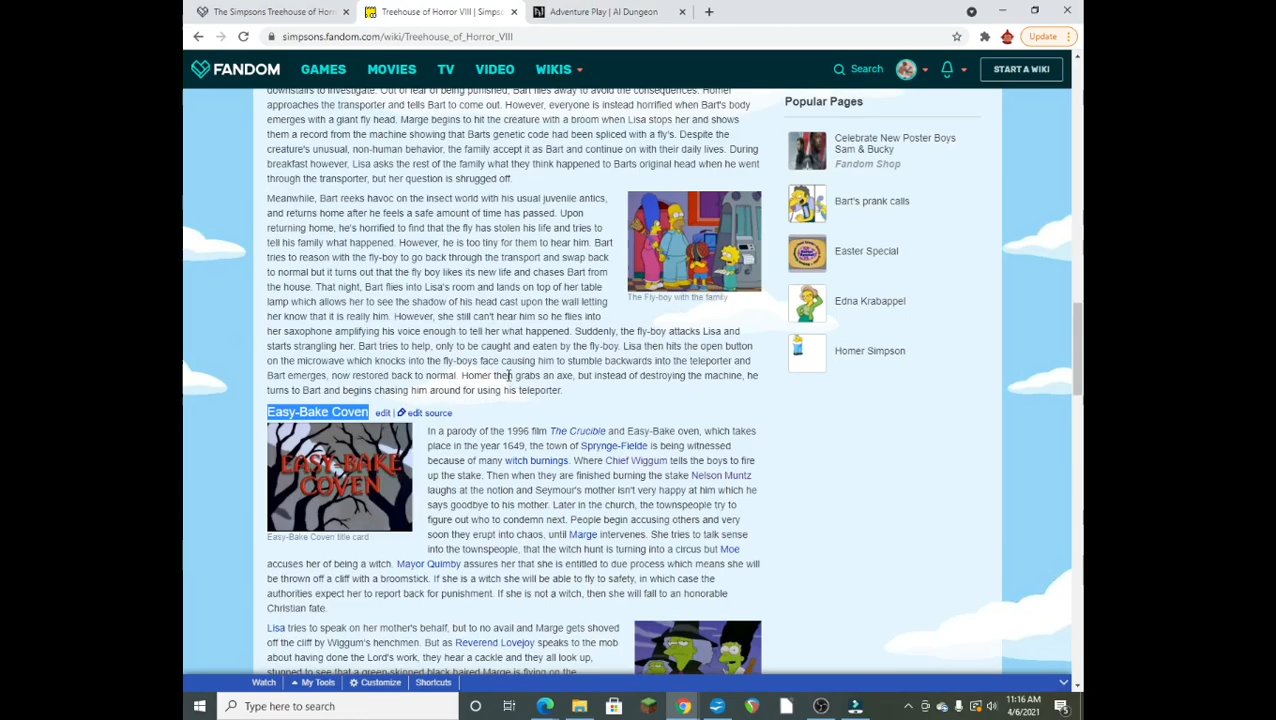 The Simpsons Treehouse of Horr
Treehouse of Horror VIII | Simps
Adventure Play | AI Dungeon
simpsons.fandom.com/wiki/Treehouse_of_Horror_VIII
Update
FANDOM GAMES MOVIES TV VIDEO WIKIS
Search
START A WIKI
downstairs to investigate. Out of fear of being punished, Bart flies away to avoid the consequences. Homer
approaches the transporter and tells Bart to come out. However, everyone is instead horrified when Bart's body
emerges with a giant fly head. Marge begins to hit the creature with a broom when Lisa stops her and shows
them a record from the machine showing that Barts genetic code had been spliced with a fly's. Despite the
creature's unusual, non-human behavior, the family accept it as Bart and continue on with their daily lives. During
breakfast however, Lisa asks the rest of the family what they think happened to Barts original head when he went
through the transporter, but her question is shrugged off.
Meanwhile, Bart reeks havoc on the insect world with his usual juvenile antics,
and returns home after he feels a safe amount of time has passed. Upon
returning home, he's horrified to find that the fly has stolen his life and tries to
tell his family what happened. However, he is too tiny for them to hear him. Bart
tries to reason with the fly-boy to go back through the transport and swap back
to normal but it turns out that the fly boy likes its new life and chases Bart from
the house. That night, Bart flies into Lisa's room and lands on top of her table
lamp which allows her to see the shadow of his head cast upon the wall letting
her know that it is really him. However, she still can't hear him so he flies into
her saxophone amplifying his voice enough to tell her what happened. Suddenly, the fly-boy attacks Lisa and
starts strangling her. Bart tries to help, only to be caught and eaten by the fly-boy. Lisa then hits the open button
on the microwave which knocks into the fly-boys face causing him to stumble backwards into the teleporter and
Bart emerges, now restored back to normal. Homer then grabs an axe, but instead of destroying the machine, he
turns to Bart and begins chasing him around for using his teleporter.
The Fly-boy with the family
Easy-Bake Coven edit | edit source
EASY-BAKE
COVEN
Easy-Bake Coven title card
In a parody of the 1996 film The Crucible and Easy-Bake oven, which takes
place in the year 1649, the town of Sprynge-Fielde is being witnessed
because of many witch burnings. Where Chief Wiggum tells the boys to fire
up the stake. Then when they are finished burning the stake Nelson Muntz
laughs at the notion and Seymour's mother isn't very happy at him which he
says goodbye to his mother. Later in the church, the townspeople try to
figure out who to condemn next. People begin accusing others and very
soon they erupt into chaos, until Marge intervenes. She tries to talk sense
into the townspeople, that the witch hunt is turning into a circus but Moe
accuses her of being a witch. Mayor Quimby assures her that she is entitled to due process which means she will
be thrown off a cliff with a broomstick. If she is a witch she will be able to fly to safety, in which case the
authorities expect her to report back for punishment. If she is not a witch, then she will fall to an honorable
Christian fate.
Lisa tries to speak on her mother's behalf, but to no avail and Marge gets shoved
off the cliff by Wiggum's henchmen. But as Reverend Lovejoy speaks to the mob
about having done the Lord's work, they hear a cackle and they all look up,
stunned to see that a green-skinned black haired Marge is flying on the
Popular Pages
Celebrate New Poster Boys
Sam & Bucky
Fandom Shop
Bart's prank calls
Easter Special
Edna Krabappel
Homer Simpson
Watch My Tools Customize Shortcuts
Type here to search
11:16 AM
4/6/2021
5